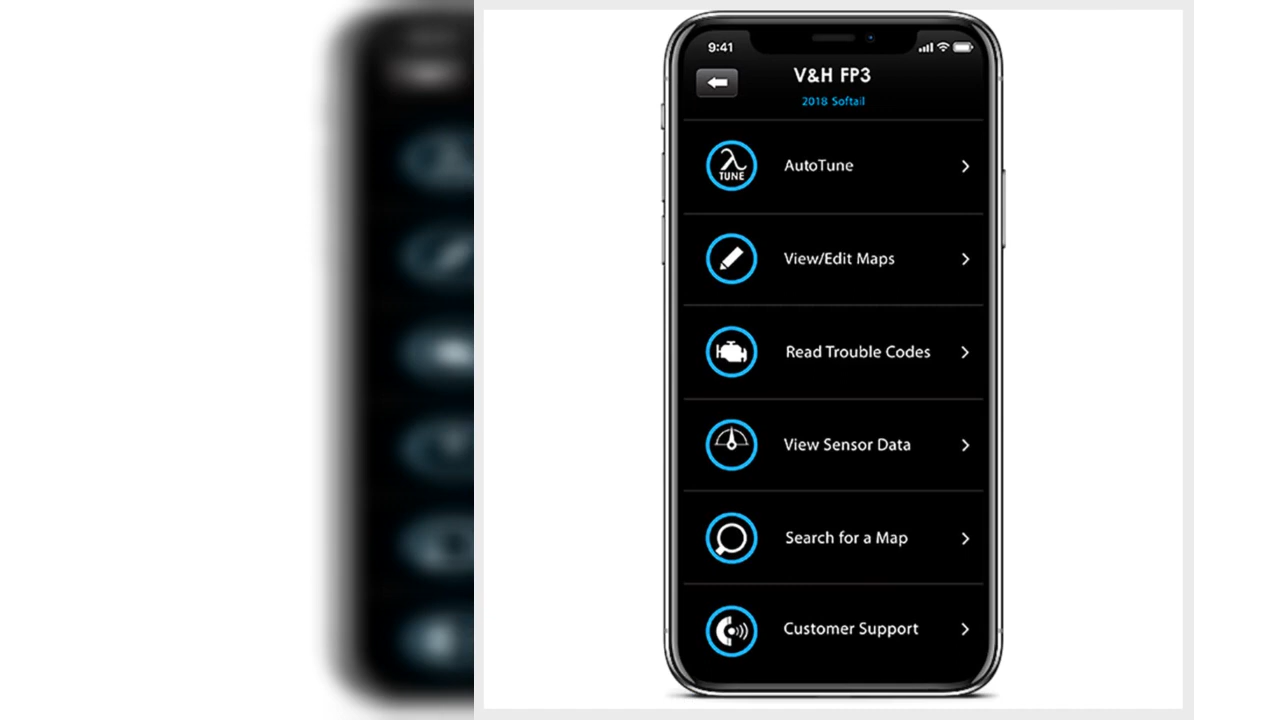 9:41
V&H FP3
2018 Softail
λ
TUNE
AutoTune
View/Edit Maps
Read Trouble Codes
View Sensor Data
Search for a Map
Customer Support